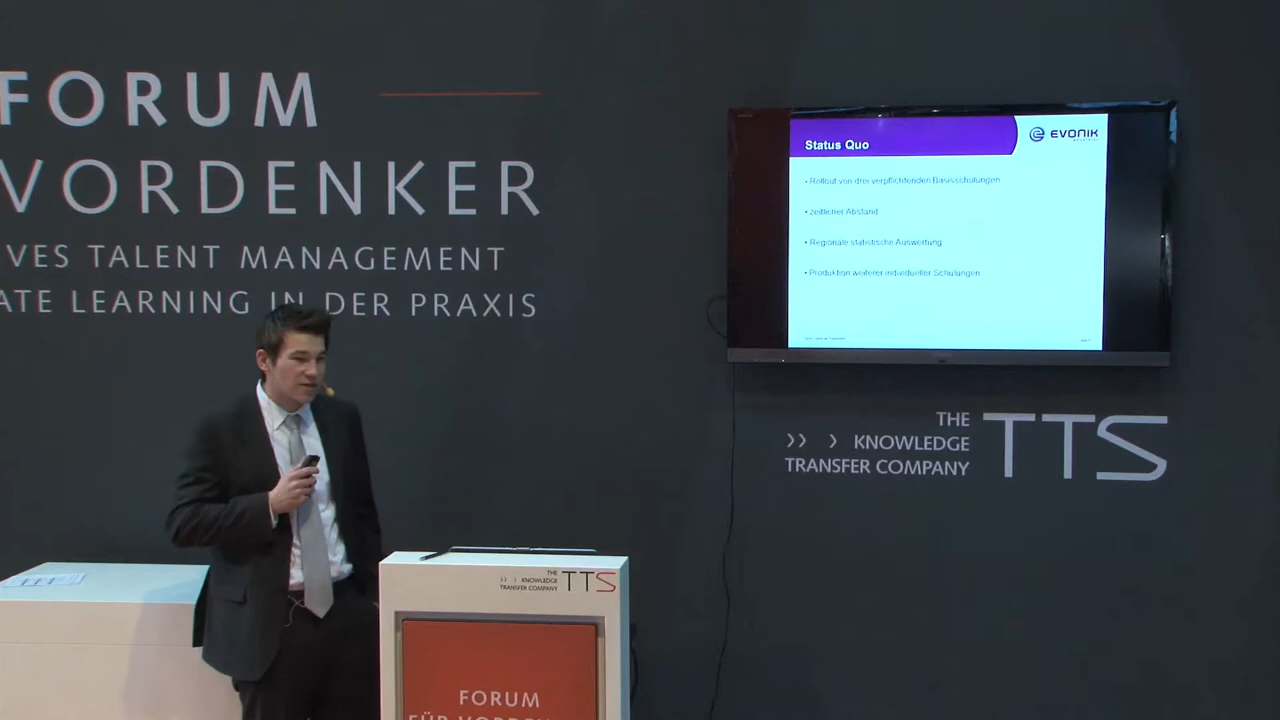 FORUM
VORDENKER
VES TALENT MANAGEMENT
ATE LEARNING IN DER PRAXIS
Status Quo
EVONIK
• Rollout von drei verpflichtenden Basisschulungen
• zeitlicher Abstand
• Regionale statistische Auswertung
• Produktion weiterer individueller Schulungen
THE
›› › KNOWLEDGE
TRANSFER COMPANY
TTS
THE
›› › KNOWLEDGE
TRANSFER COMPANY
TTS
FORUM
FÜR VORDEN